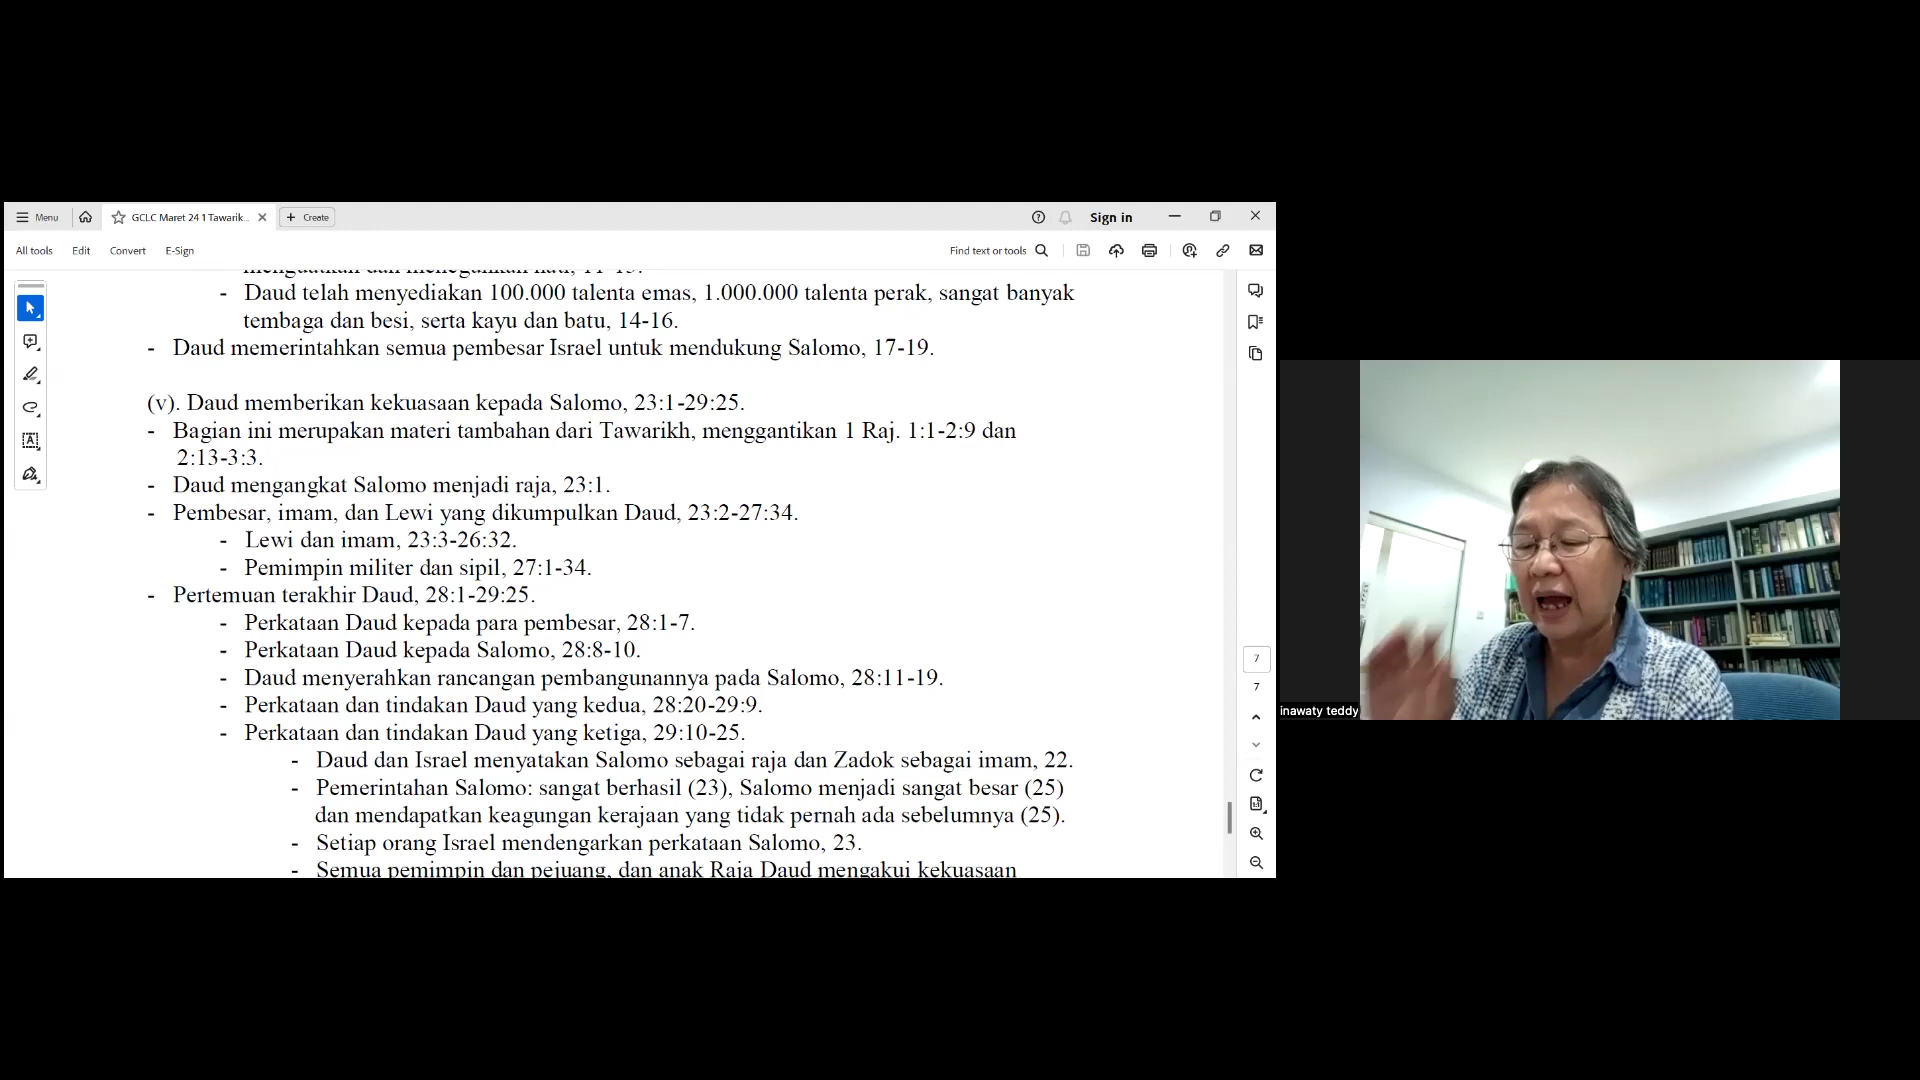 Menu
GCLC Maret 24 1 Tawarik...
Create
Sign in
All tools
Edit
Convert
E-Sign
Find text or tools
menguatkan dan meneguhkan hati, 11-13.
- Daud telah menyediakan 100.000 talenta emas, 1.000.000 talenta perak, sangat banyak
tembaga dan besi, serta kayu dan batu, 14-16.
- Daud memerintahkan semua pembesar Israel untuk mendukung Salomo, 17-19.
(v). Daud memberikan kekuasaan kepada Salomo, 23:1-29:25.
- Bagian ini merupakan materi tambahan dari Tawarikh, menggantikan 1 Raj. 1:1-2:9 dan
2:13-3:3.
- Daud mengangkat Salomo menjadi raja, 23:1.
- Pembesar, imam, dan Lewi yang dikumpulkan Daud, 23:2-27:34.
- Lewi dan imam, 23:3-26:32.
- Pemimpin militer dan sipil, 27:1-34.
- Pertemuan terakhir Daud, 28:1-29:25.
- Perkataan Daud kepada para pembesar, 28:1-7.
- Perkataan Daud kepada Salomo, 28:8-10.
- Daud menyerahkan rancangan pembangunannya pada Salomo, 28:11-19.
- Perkataan dan tindakan Daud yang kedua, 28:20-29:9.
- Perkataan dan tindakan Daud yang ketiga, 29:10-25.
- Daud dan Israel menyatakan Salomo sebagai raja dan Zadok sebagai imam, 22.
- Pemerintahan Salomo: sangat berhasil (23), Salomo menjadi sangat besar (25)
dan mendapatkan keagungan kerajaan yang tidak pernah ada sebelumnya (25).
- Setiap orang Israel mendengarkan perkataan Salomo, 23.
- Semua pemimpin dan pejuang, dan anak Raja Daud mengakui kekuasaan
7
7
inawaty teddy